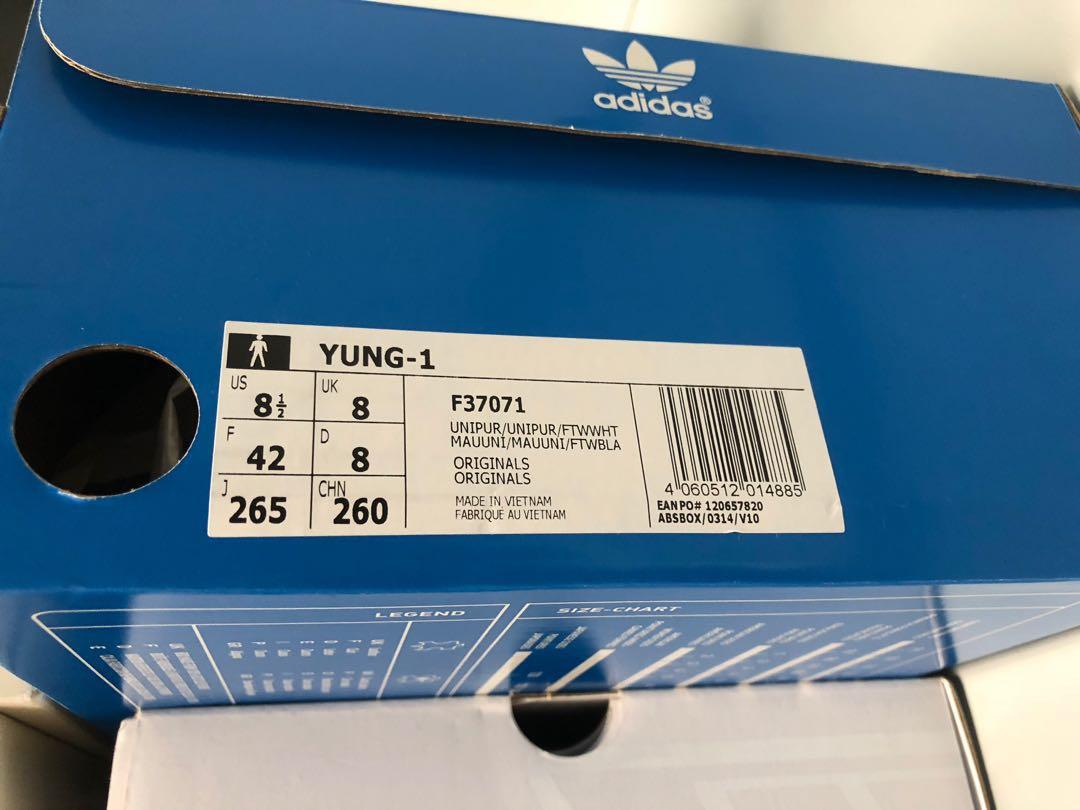 adidas®
YUNG-1
US 8½ UK 8
F 42 D 8
J 265 CHN 260
F37071
UNIPUR/UNIPUR/FTWWHT
MAUUNI/MAUUNI/FTWBLA
ORIGINALS
ORIGINALS
MADE IN VIETNAM
FABRIQUE AU VIETNAM
4 060512 014885
EAN PO# 120657820
ABSBOX/0314/V10
LEGEND
SIZE-CHART